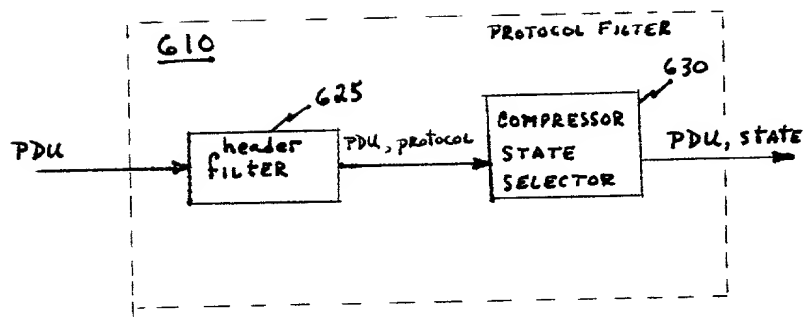 610
PROTOCOL FILTER
625
630
PDU
header
FILTER
PDU, PROTOCOL
COMPRESSOR
STATE
SELECTOR
PDU, STATE